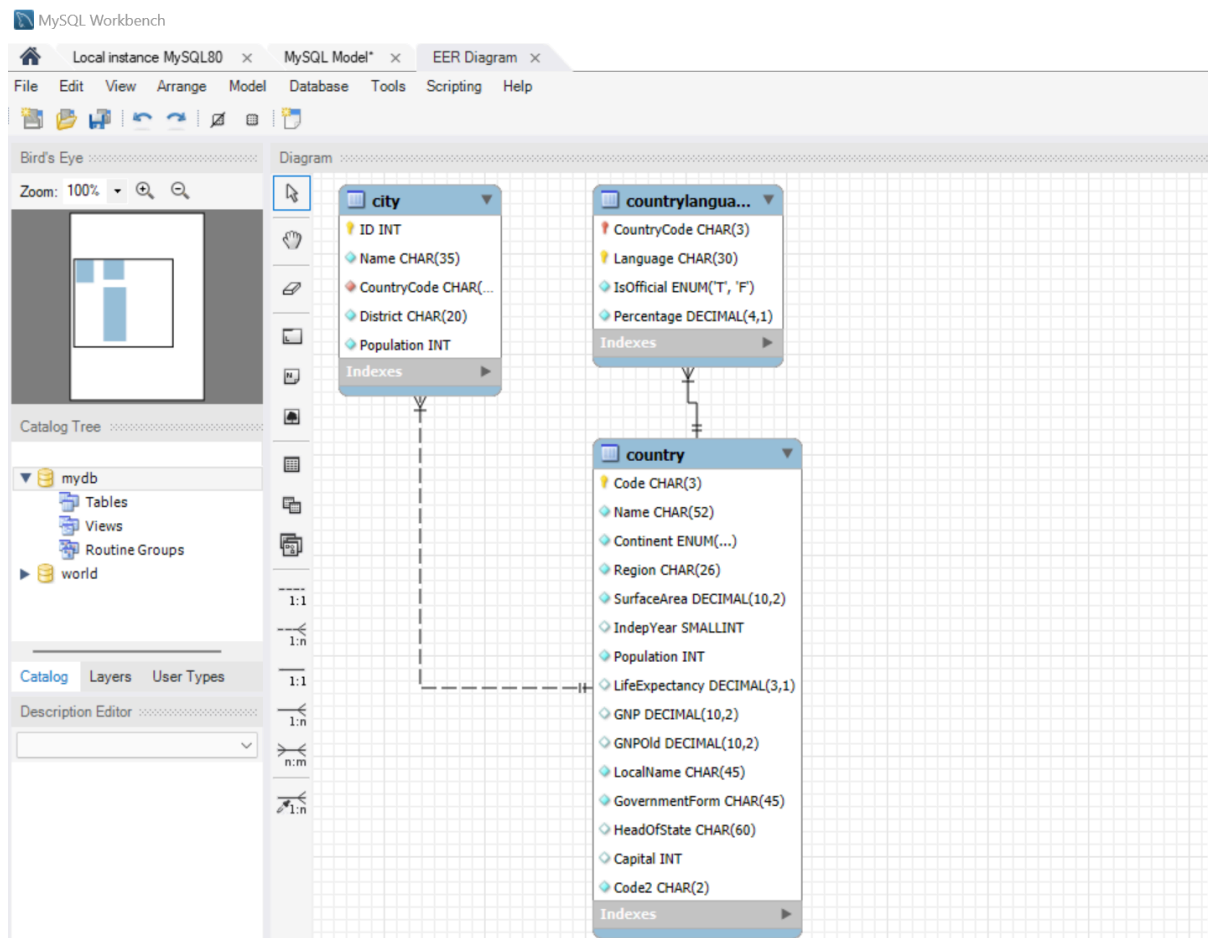 MySQL Workbench
Local instance MySQL80
MySQL Model*
EER Diagram
File Edit View Arrange Model Database Tools Scripting Help
Bird's Eye
Zoom: 100%
Catalog Tree
mydb
Tables
Views
Routine Groups
world
Catalog Layers User Types
Description Editor
Diagram
1:1
1:n
1:1
1:n
n:m
1:n
city
ID INT
Name CHAR(35)
CountryCode CHAR(...
District CHAR(20)
Population INT
Indexes
countrylangua...
CountryCode CHAR(3)
Language CHAR(30)
IsOfficial ENUM('T', 'F')
Percentage DECIMAL(4,1)
Indexes
country
Code CHAR(3)
Name CHAR(52)
Continent ENUM(...)
Region CHAR(26)
SurfaceArea DECIMAL(10,2)
IndepYear SMALLINT
Population INT
LifeExpectancy DECIMAL(3,1)
GNP DECIMAL(10,2)
GNPOld DECIMAL(10,2)
LocalName CHAR(45)
GovernmentForm CHAR(45)
HeadOfState CHAR(60)
Capital INT
Code2 CHAR(2)
Indexes